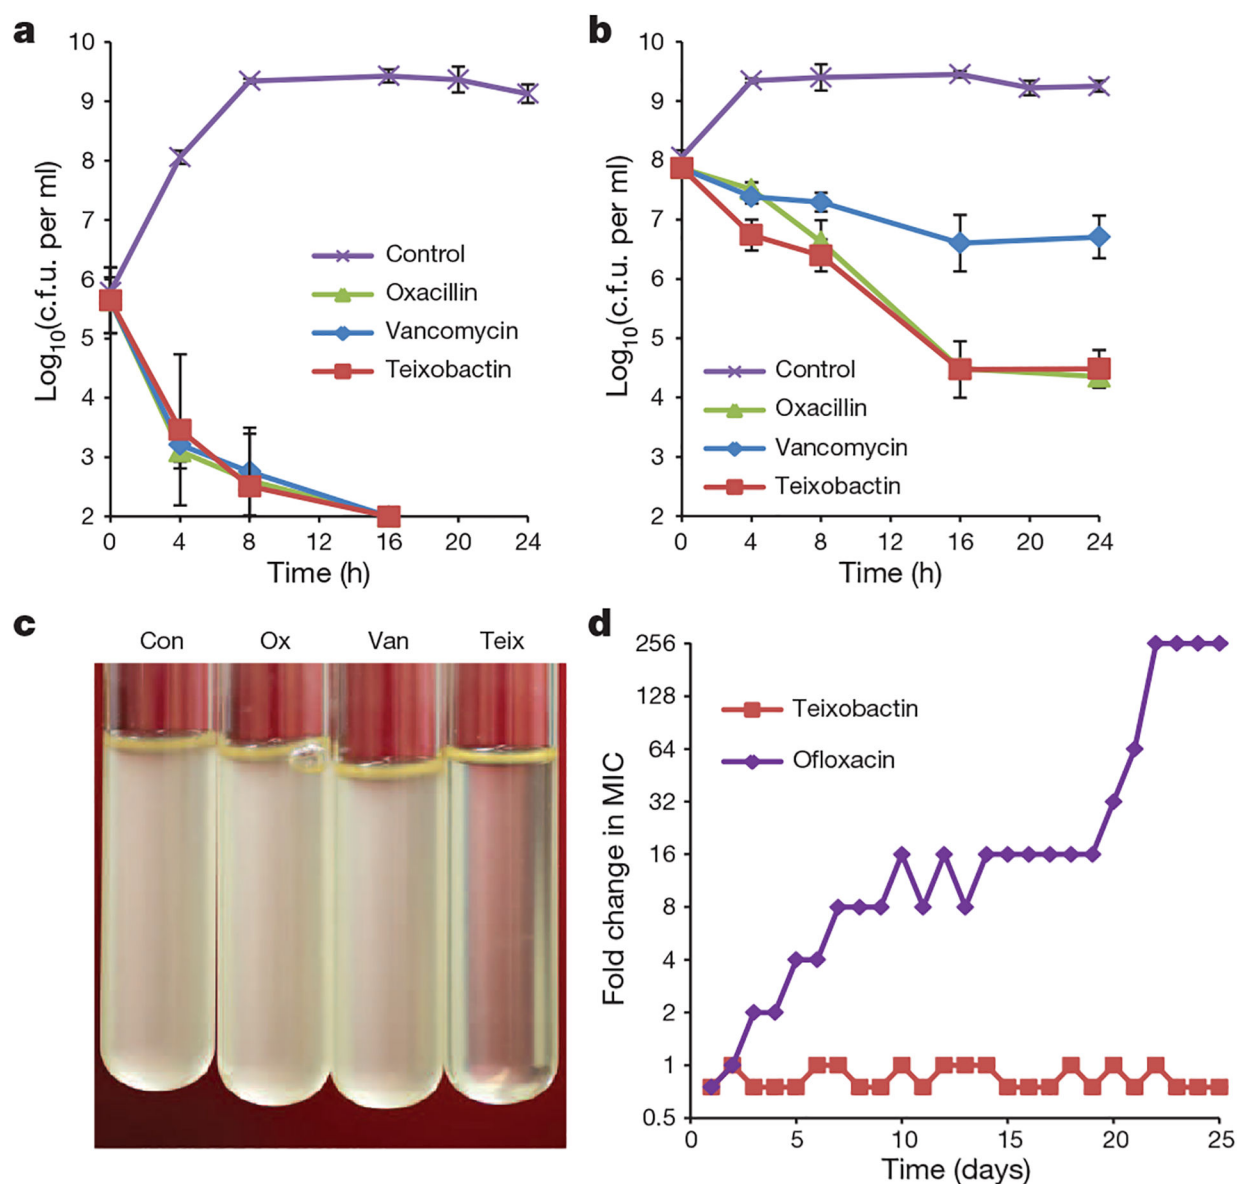 a
10
9
8
7
6
5
4
3
2
Log10(c.f.u. per ml)
Control
Oxacillin
Vancomycin
Teixobactin
0 4 8 12 16 20 24
Time (h)
b
10
9
8
7
6
5
4
3
2
Log10(c.f.u. per ml)
Control
Oxacillin
Vancomycin
Teixobactin
0 4 8 12 16 20 24
Time (h)
c
Con Ox Van Teix
d
256
128
64
32
16
8
4
2
1
0.5
Fold change in MIC
Teixobactin
Ofloxacin
0 5 10 15 20 25
Time (days)